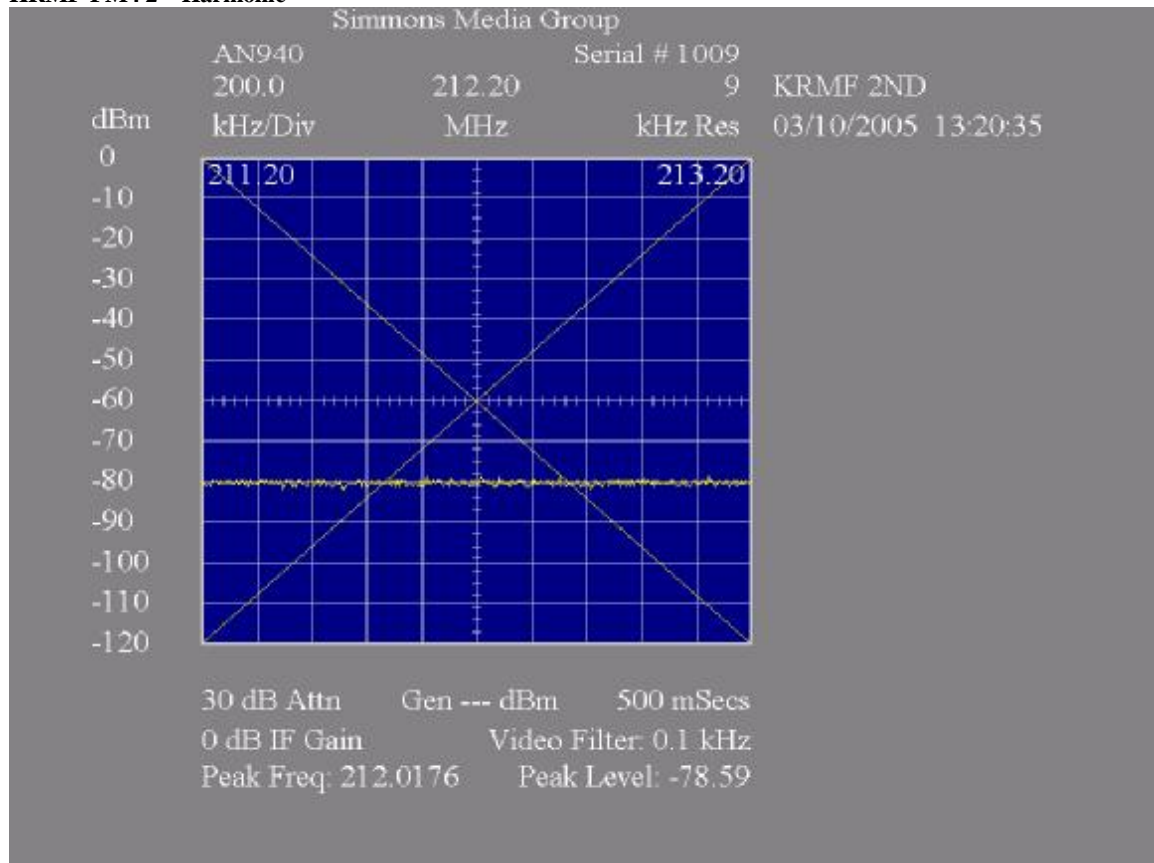 Simmons Media Group
AN940 Serial # 1009
200.0 212.20 9 KRMF 2ND
dBm kHz/Div MHz kHz Res 03/10/2005 13:20:35
0
211.20 213.20
-10
-20
-30
-40
-50
-60
-70
-80
-90
-100
-110
-120
30 dB Attn Gen --- dBm 500 mSecs
0 dB IF Gain Video Filter: 0.1 kHz
Peak Freq: 212.0176 Peak Level: -78.59